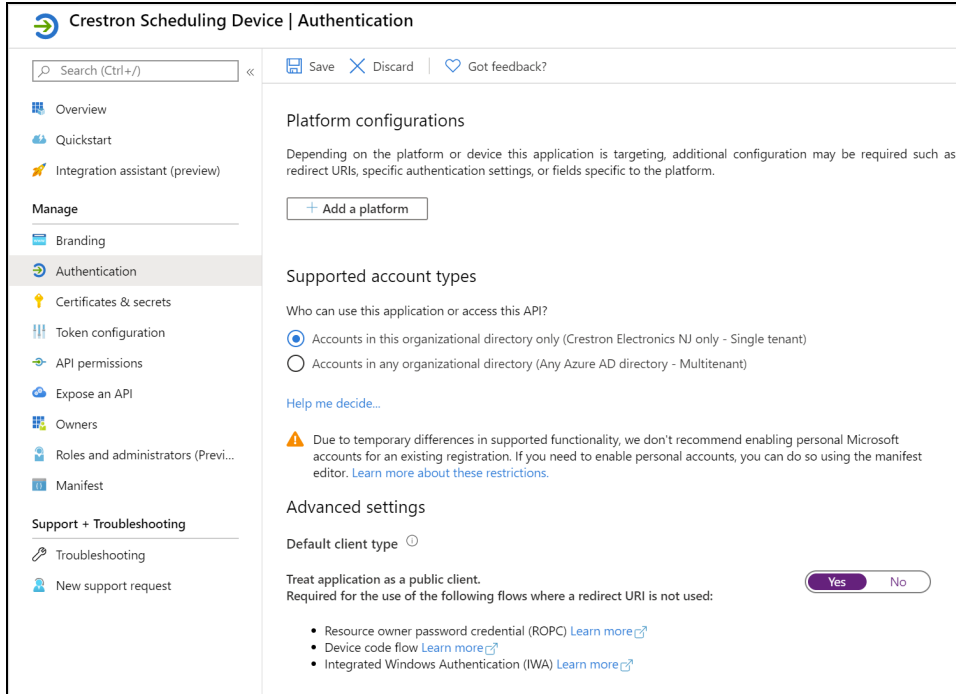 Crestron Scheduling Device | Authentication
Search (Ctrl+/)
«
Save
Discard
Got feedback?
Overview
Quickstart
Integration assistant (preview)
Manage
Branding
Authentication
Certificates & secrets
Token configuration
API permissions
Expose an API
Owners
Roles and administrators (Previ...
Manifest
Support + Troubleshooting
Troubleshooting
New support request
Platform configurations
Depending on the platform or device this application is targeting, additional configuration may be required such as
redirect URIs, specific authentication settings, or fields specific to the platform.
+ Add a platform
Supported account types
Who can use this application or access this API?
Accounts in this organizational directory only (Crestron Electronics NJ only - Single tenant)
Accounts in any organizational directory (Any Azure AD directory - Multitenant)
Help me decide...
Due to temporary differences in supported functionality, we don't recommend enabling personal Microsoft
accounts for an existing registration. If you need to enable personal accounts, you can do so using the manifest
editor. Learn more about these restrictions.
Advanced settings
Default client type
Treat application as a public client.
Required for the use of the following flows where a redirect URI is not used:
Yes
No
• Resource owner password credential (ROPC) Learn more
• Device code flow Learn more
• Integrated Windows Authentication (IWA) Learn more